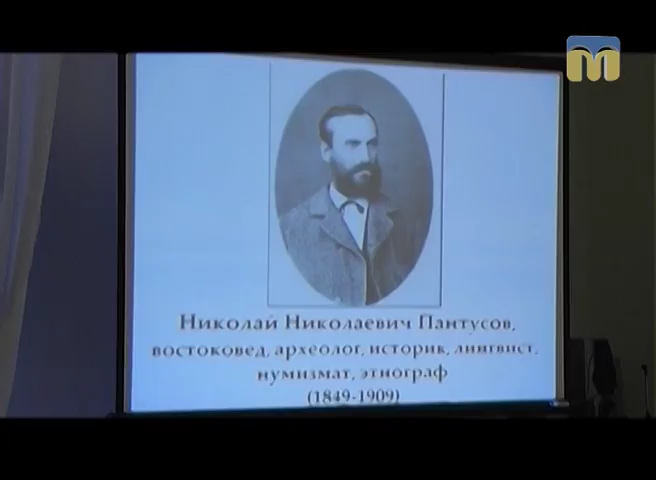 Николай Николаевич Пантусов,
востоковед, археолог, историк, лингвист,
нумизмат, этнограф
(1849-1909)